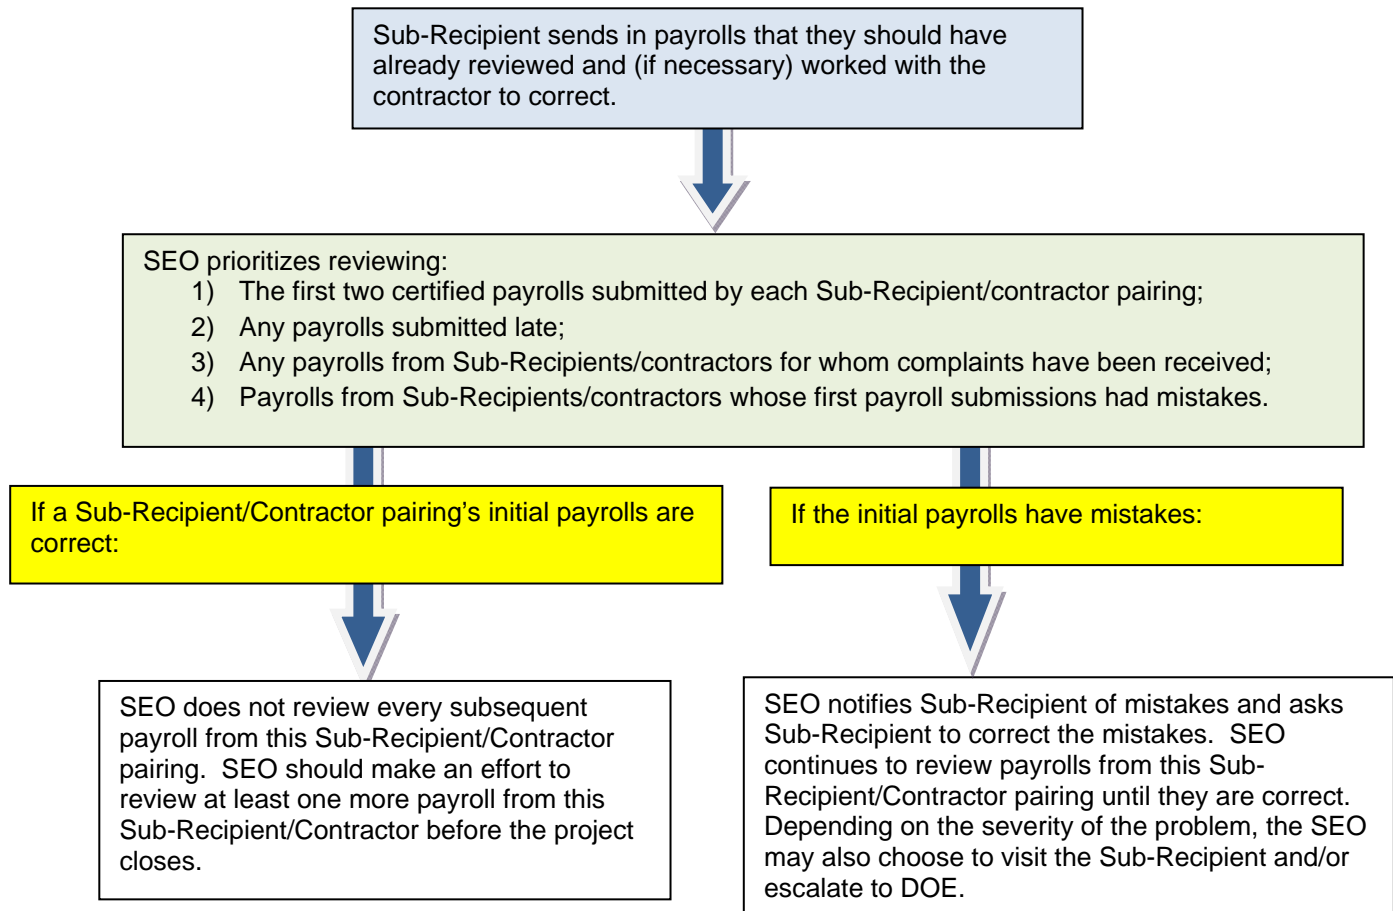 Sub-Recipient sends in payrolls that they should have
already reviewed and (if necessary) worked with the
contractor to correct.
SEO prioritizes reviewing:
1) The first two certified payrolls submitted by each Sub-Recipient/contractor pairing;
2) Any payrolls submitted late;
3) Any payrolls from Sub-Recipients/contractors for whom complaints have been received;
4) Payrolls from Sub-Recipients/contractors whose first payroll submissions had mistakes.
If a Sub-Recipient/Contractor pairing’s initial payrolls are
correct:
If the initial payrolls have mistakes:
SEO does not review every subsequent
payroll from this Sub-Recipient/Contractor
pairing. SEO should make an effort to
review at least one more payroll from this
Sub-Recipient/Contractor before the project
closes.
SEO notifies Sub-Recipient of mistakes and asks
Sub-Recipient to correct the mistakes. SEO
continues to review payrolls from this Sub-
Recipient/Contractor pairing until they are correct.
Depending on the severity of the problem, the SEO
may also choose to visit the Sub-Recipient and/or
escalate to DOE.